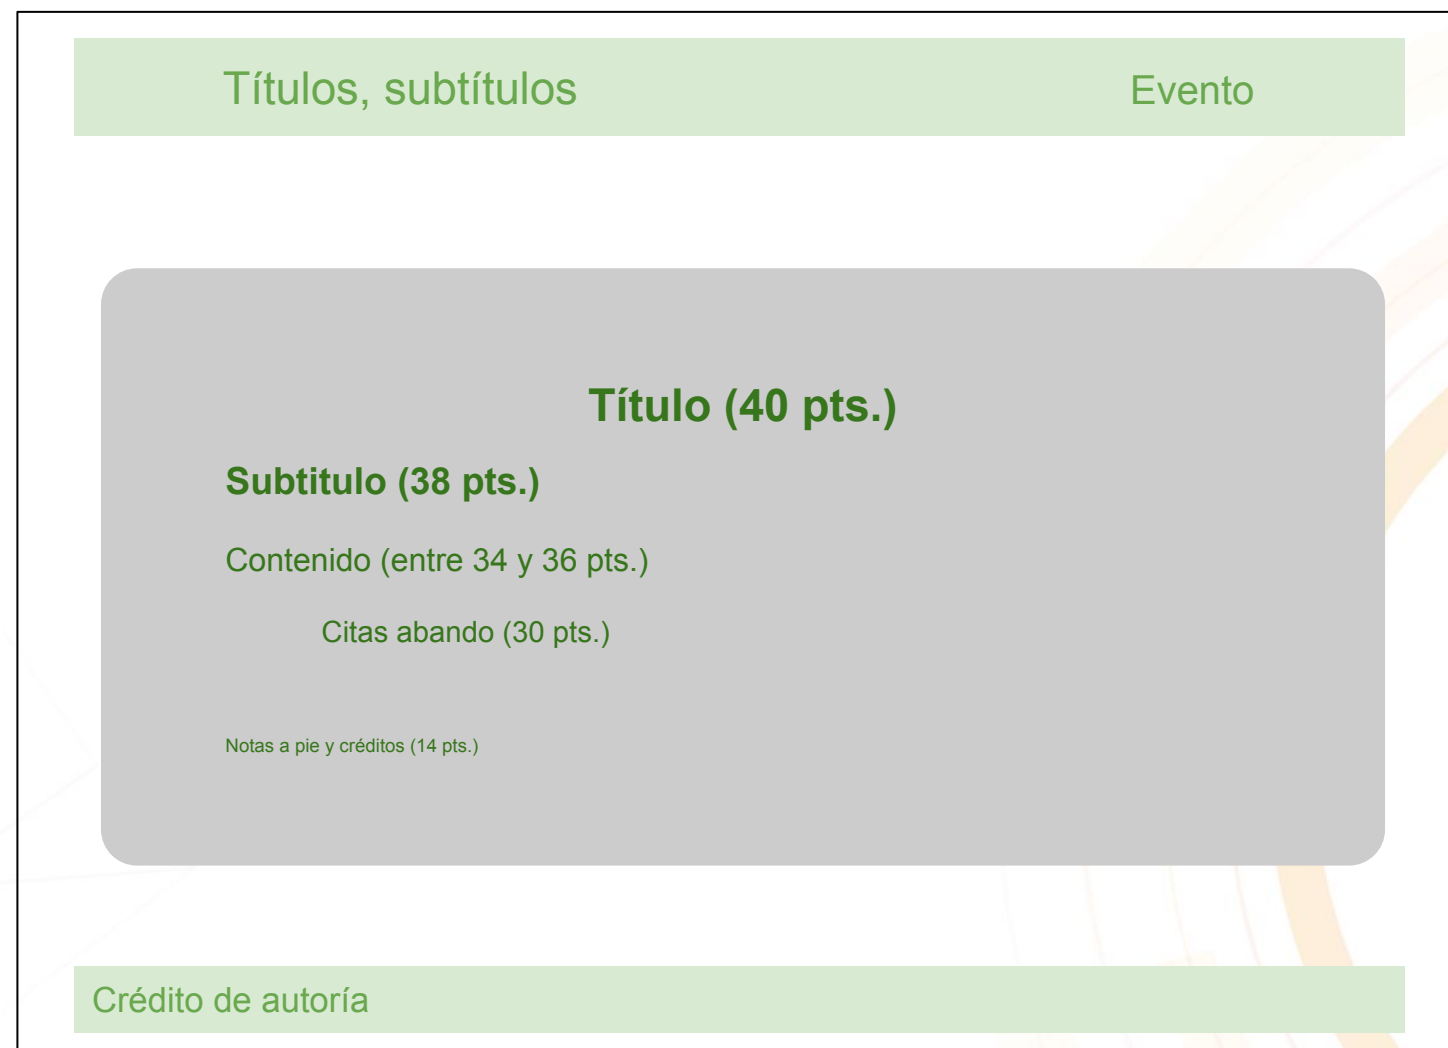 Títulos, subtítulos
Evento
Título (40 pts.)
Subtitulo (38 pts.)
Contenido (entre 34 y 36 pts.)
Citas abando (30 pts.)
Notas a pie y créditos (14 pts.)
Crédito de autoría